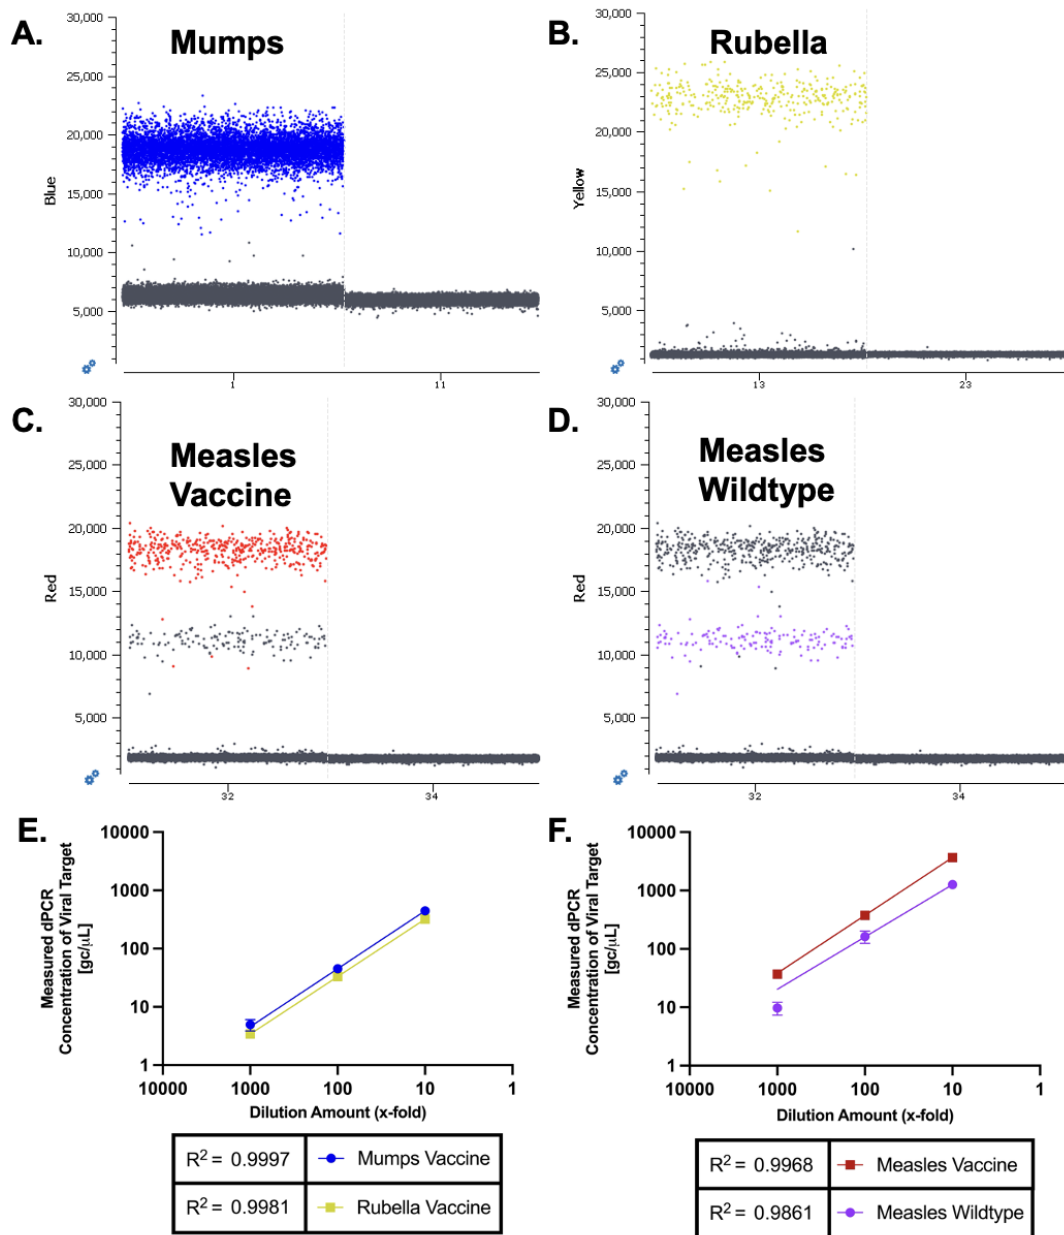 A.
Mumps
30,000
25,000
20,000
15,000
10,000
5,000
Blue
1
11
B.
Rubella
30,000
25,000
20,000
15,000
10,000
5,000
Yellow
13
23
C.
Measles
Vaccine
30,000
25,000
20,000
15,000
10,000
5,000
Red
32
34
D.
Measles
Wildtype
30,000
25,000
20,000
15,000
10,000
5,000
Red
32
34
E.
Measured dPCR
Concentration of Viral Target
[gc/μL]
10000
1000
100
10
1
10000 1000 100 10 1
Dilution Amount (x-fold)
R² = 0.9997 Mumps Vaccine
R² = 0.9981 Rubella Vaccine
F.
Measured dPCR
Concentration of Viral Target
[gc/μL]
10000
1000
100
10
1
10000 1000 100 10 1
Dilution Amount (x-fold)
R² = 0.9968 Measles Vaccine
R² = 0.9861 Measles Wildtype